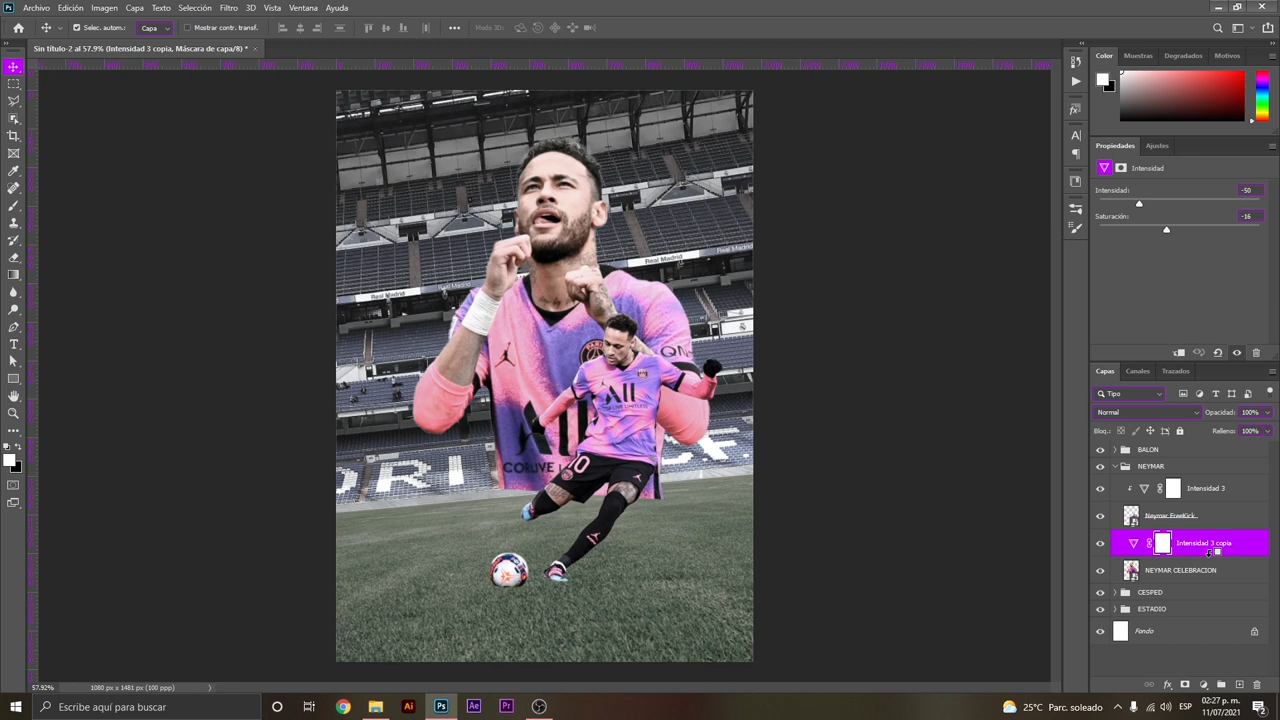 Archivo Edición Imagen Capa Texto Selección Filtro 3D Vista Ventana Ayuda
Selec. autom.: Capa Mostrar contr. transf. Modo 3D:
Sin título-2 al 57.9% (Intensidad 3 copia, Máscara de capa/8) *
Color Muestras Degradados Motivos
Propiedades Ajustes
Intensidad
Intensidad: -50
Saturación: -16
Real Madrid
Real Madrid
Real Madrid
All
10
Capas Canales Trazados
Tipo
Normal Opacidad: 100%
Bloq.: Relleno: 100%
BALON
NEYMAR
Intensidad 3
Neymar FreeKick
Intensidad 3 copia
NEYMAR CELEBRACION
CESPED
ESTADIO
Fondo
57.92% 1080 px x 1481 px (100 ppp)
Escribe aquí para buscar
25°C Parc. soleado ESP 02:27 p. m.
11/07/2021